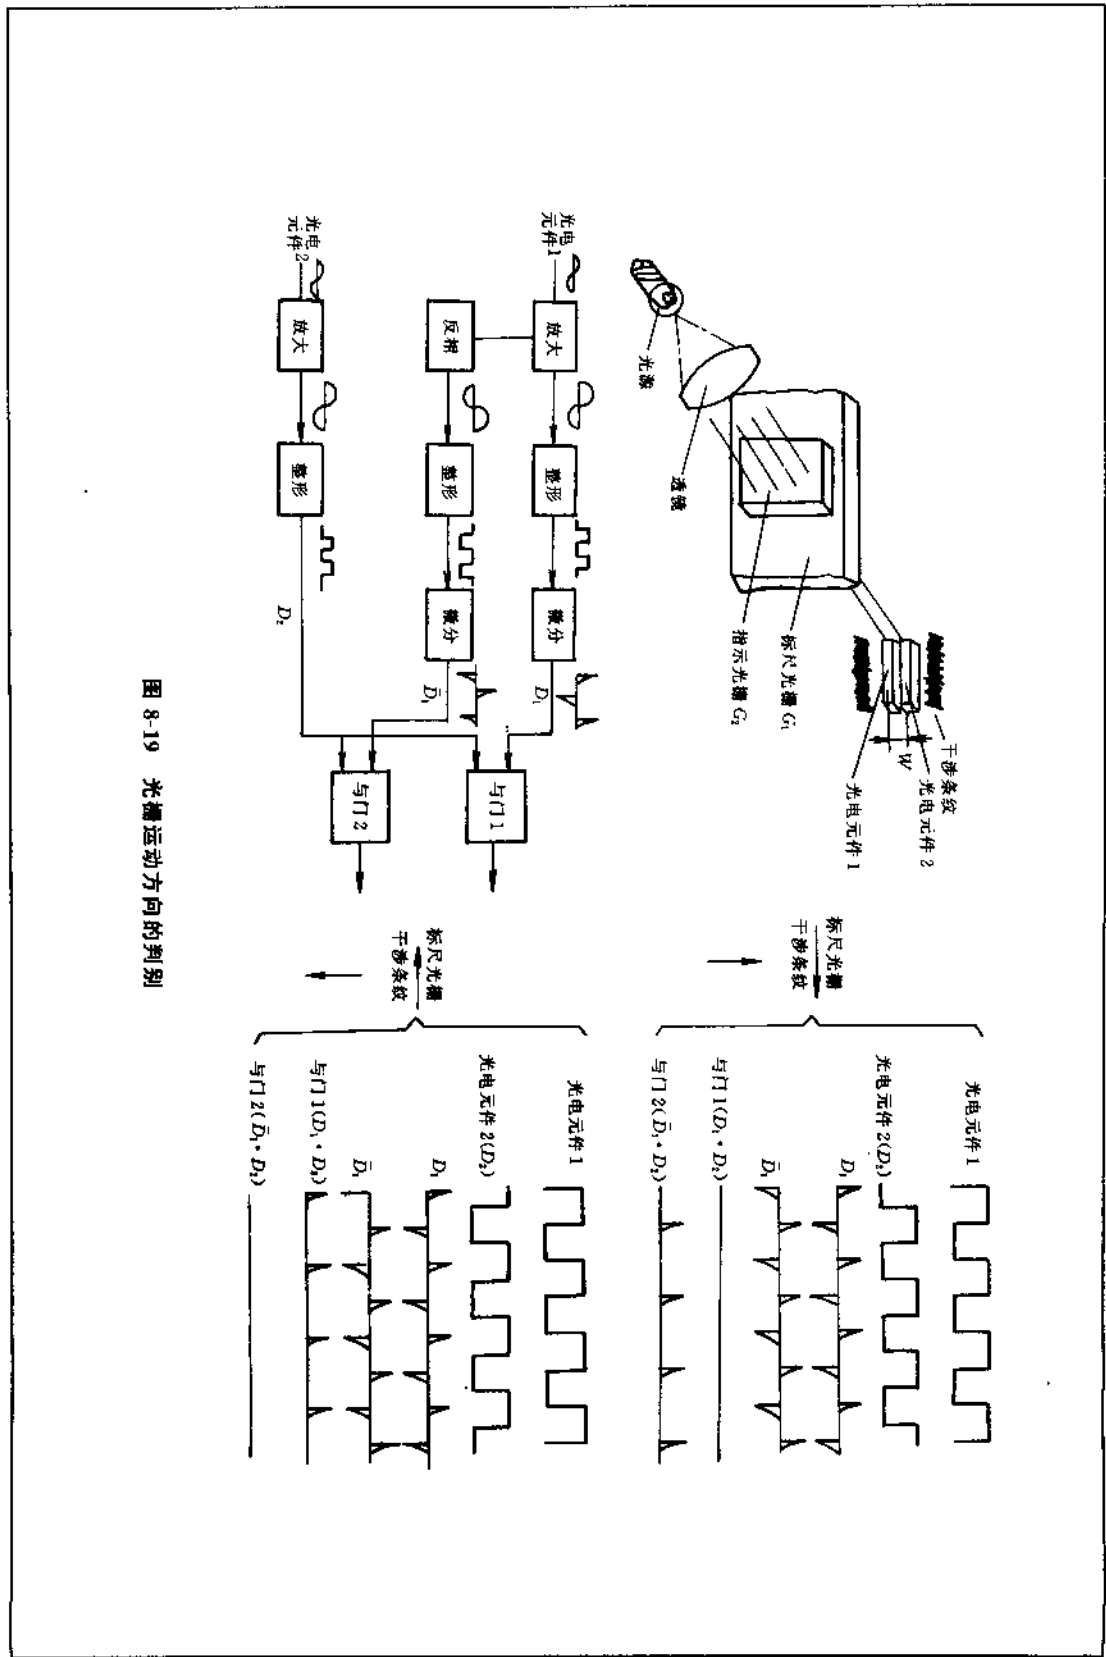 干涉条纹
光电元件 2
W
光电元件 1
标尺光栅 G₁
指示光栅 G₂
透镜
光源
光电
元件1
放大
整形
微分
D₁
与门 1
反相
整形
微分
D̄₁
与门 2
光电
元件2
放大
整形
D₂
标尺光栅
干涉条纹
光电元件 1
光电元件 2(D₂)
D₁
D̄₁
与门 1(D₁·D₂)
与门 2(D̄₁·D₂)
标尺光栅
干涉条纹
光电元件 1
光电元件 2(D₂)
D₁
D̄₁
与门 1(D₁·D₂)
与门 2(D̄₁·D₂)
图 8-19 光栅运动方向的判别